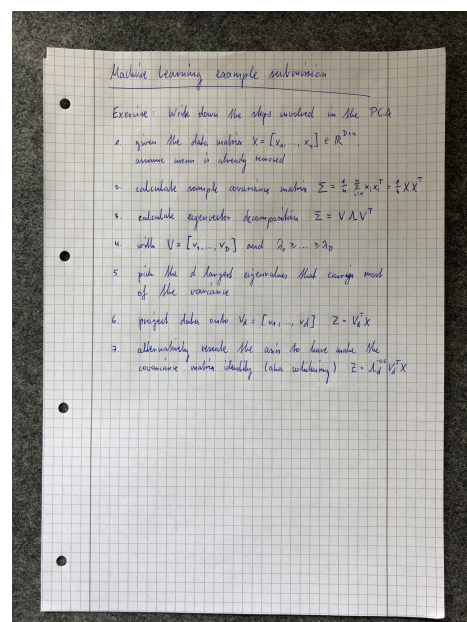 Machine Learning example submission
Exercise: Write down the steps involved in the PCA
1. given the data matrix X = [x₁, , xₙ] ∈ ℝᴰˣⁿ,
assume mean is already removed
2. calculate sample covariance matrix Σ = 1/n Σᵢ₌₁ⁿ xᵢxᵢᵀ = 1/n XXᵀ
3. calculate eigenvector decomposition Σ = VΛVᵀ
4. with V = [v₁, ..., v_D] and λ₁ ≥ ... ≥ λ_D
5 pick the d largest eigenvalues that carry most
of the variance
6. project data onto V_d = [v₁, ..., v_d] Z = V_dᵀX
7. alternatively rescale the axis to have make the
covariance matrix identity (aka whitening) Z = Λ_d^-0.5 V_dᵀX